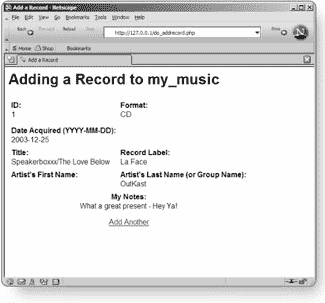 Add a Record - Netscape
File Edit View Go Bookmarks Tools Window Help
Back Reload http://127.0.0.1/do_addrecord.php Print
Home Shop Bookmarks
Add a Record
Adding a Record to my_music
ID: Format:
1 CD
Date Acquired (YYYY-MM-DD):
2003-12-25
Title: Record Label:
Speakerboxxx/The Love Below La Face
Artist's First Name: Artist's Last Name (or Group Name):
OutKast
My Notes:
What a great present - Hey Ya!
Add Another